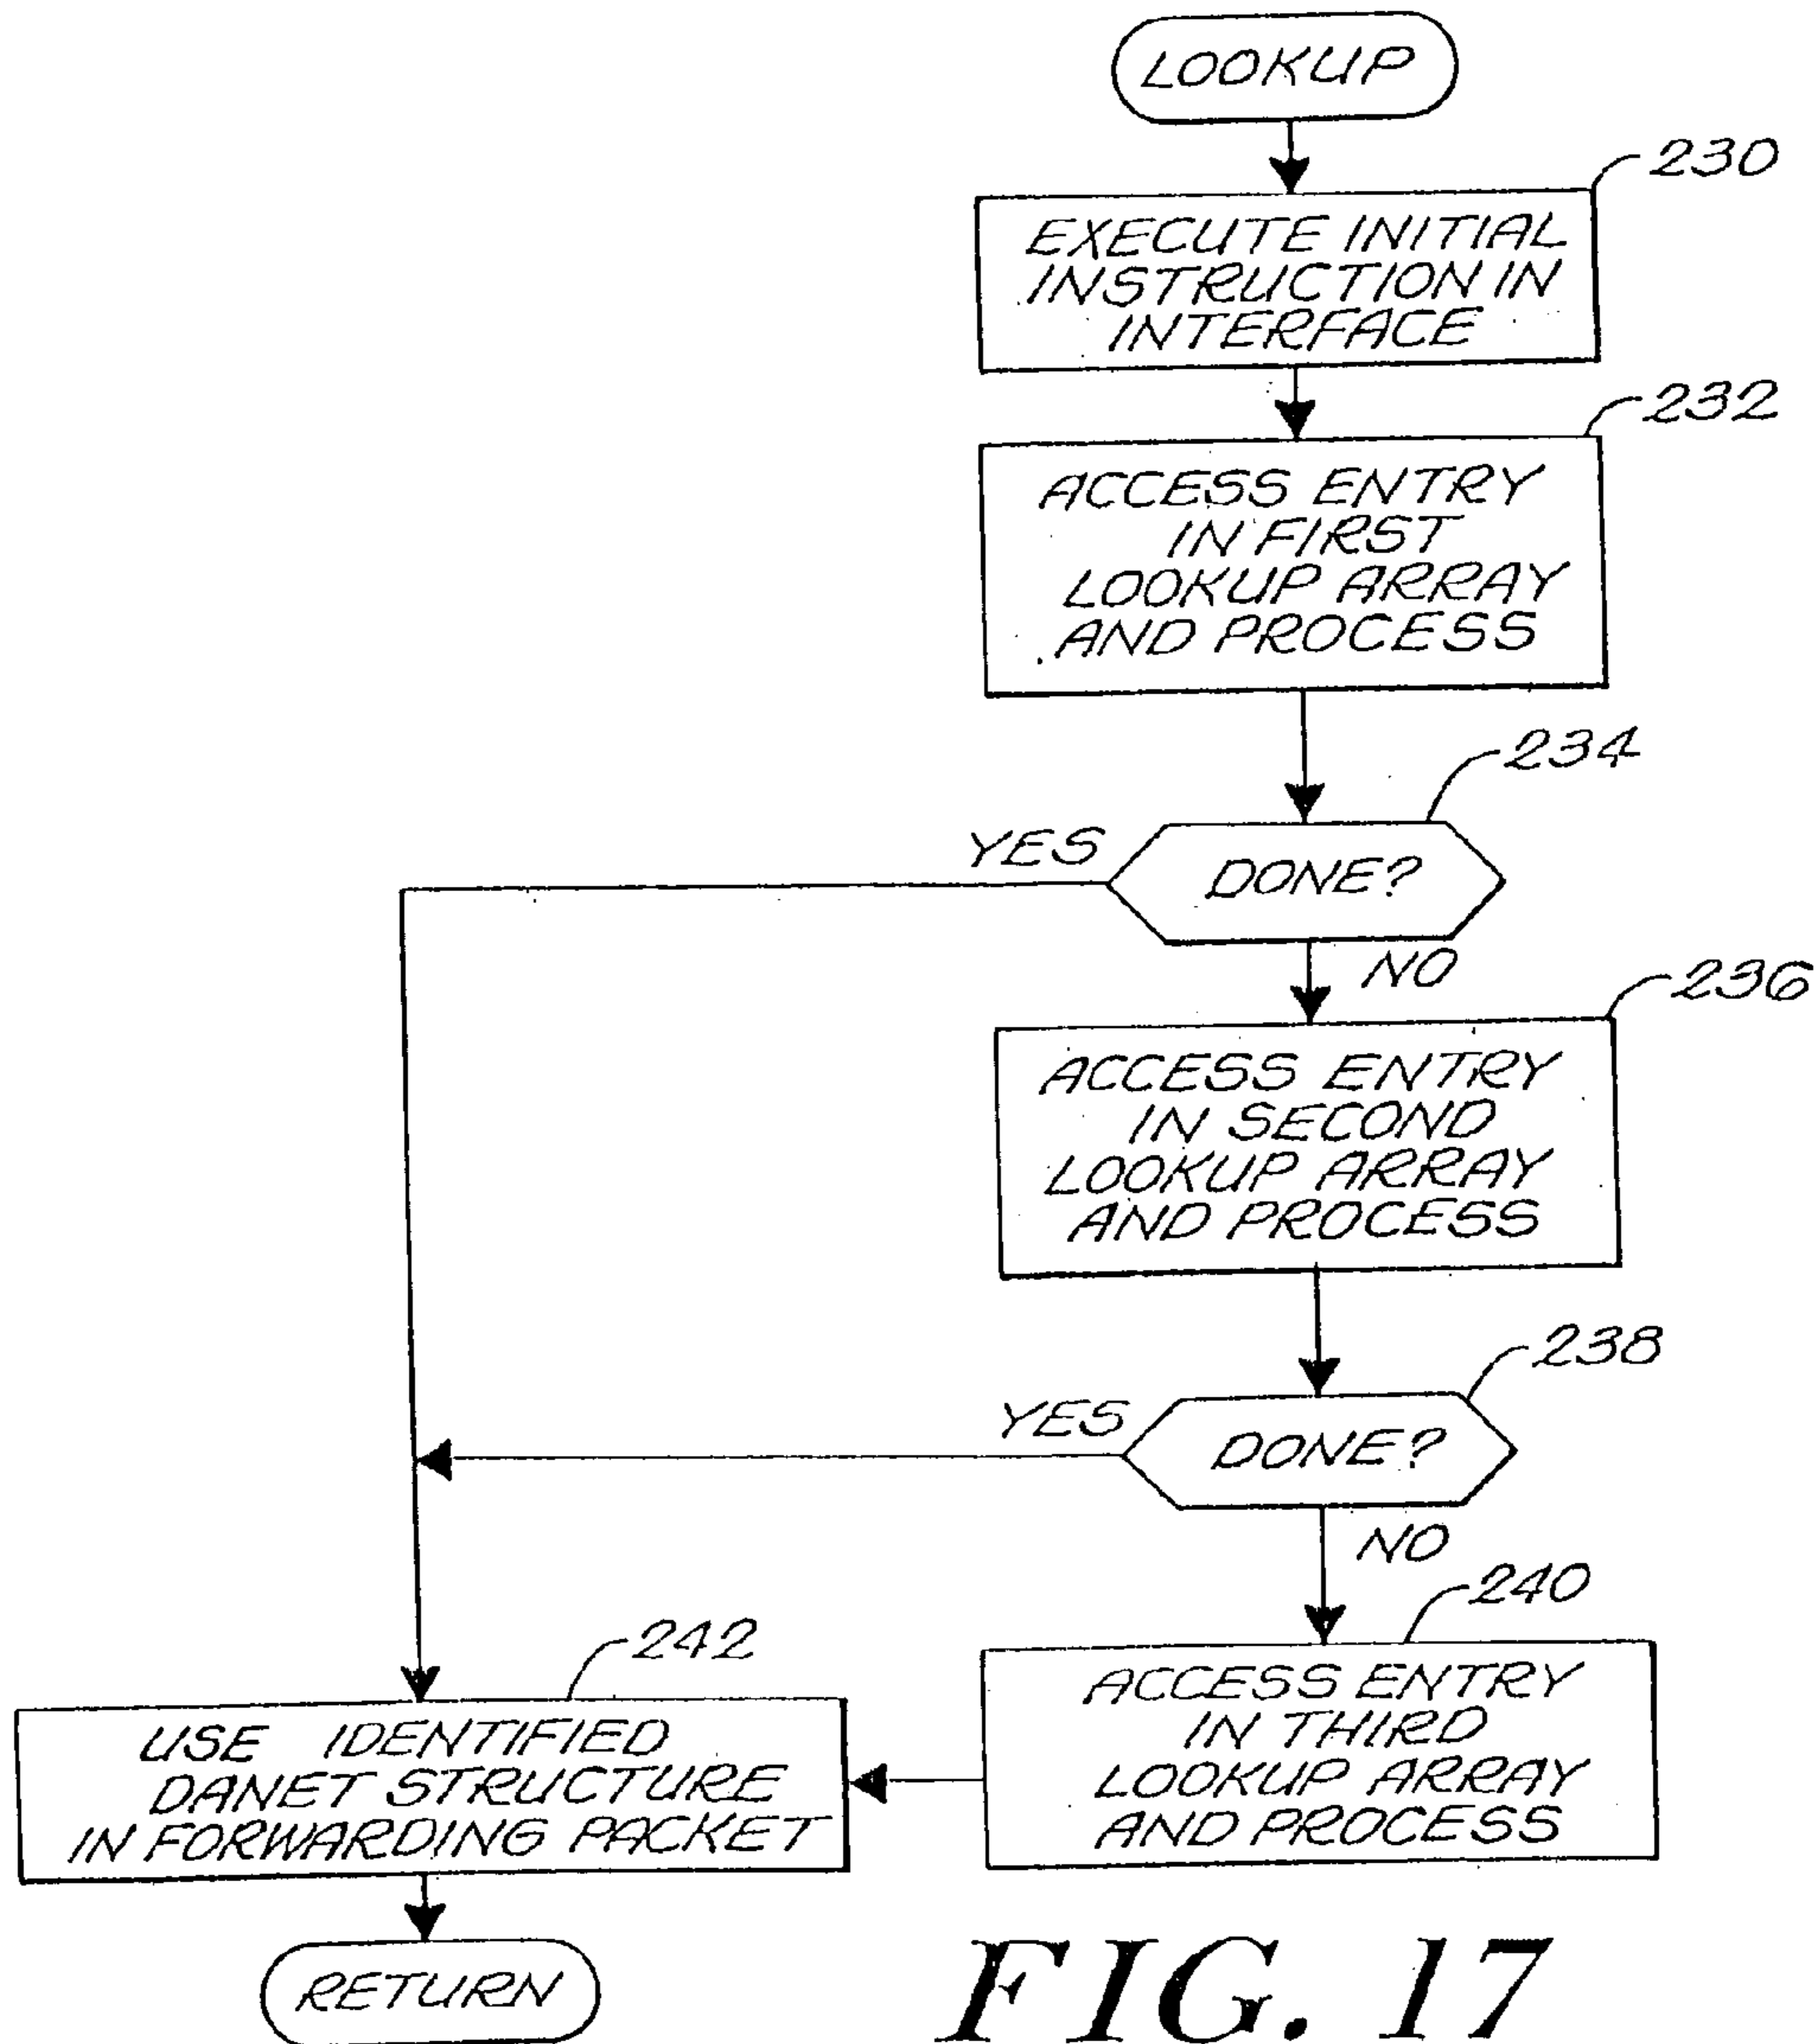 LOOKUP
230
EXECUTE INITIAL
INSTRUCTION IN
INTERFACE
232
ACCESS ENTRY
IN FIRST
LOOKUP ARRAY
AND PROCESS
234
YES
DONE?
NO
236
ACCESS ENTRY
IN SECOND
LOOKUP ARRAY
AND PROCESS
238
YES
DONE?
NO
240
ACCESS ENTRY
IN THIRD
LOOKUP ARRAY
AND PROCESS
242
USE IDENTIFIED
DANET STRUCTURE
IN FORWARDING PACKET
RETURN
FIG. 17